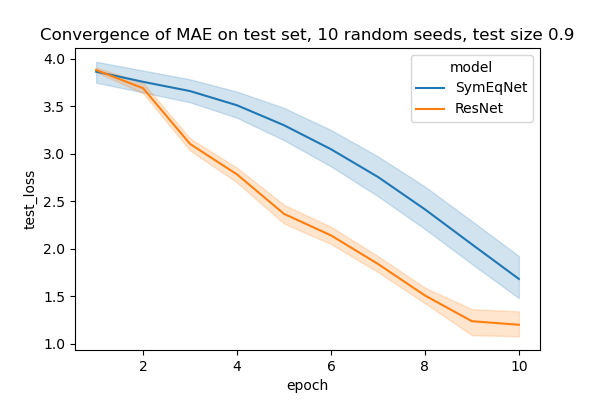 Convergence of MAE on test set, 10 random seeds, test size 0.9
model
SymEqNet
ResNet
test_loss
4.0
3.5
3.0
2.5
2.0
1.5
1.0
2
4
6
8
10
epoch